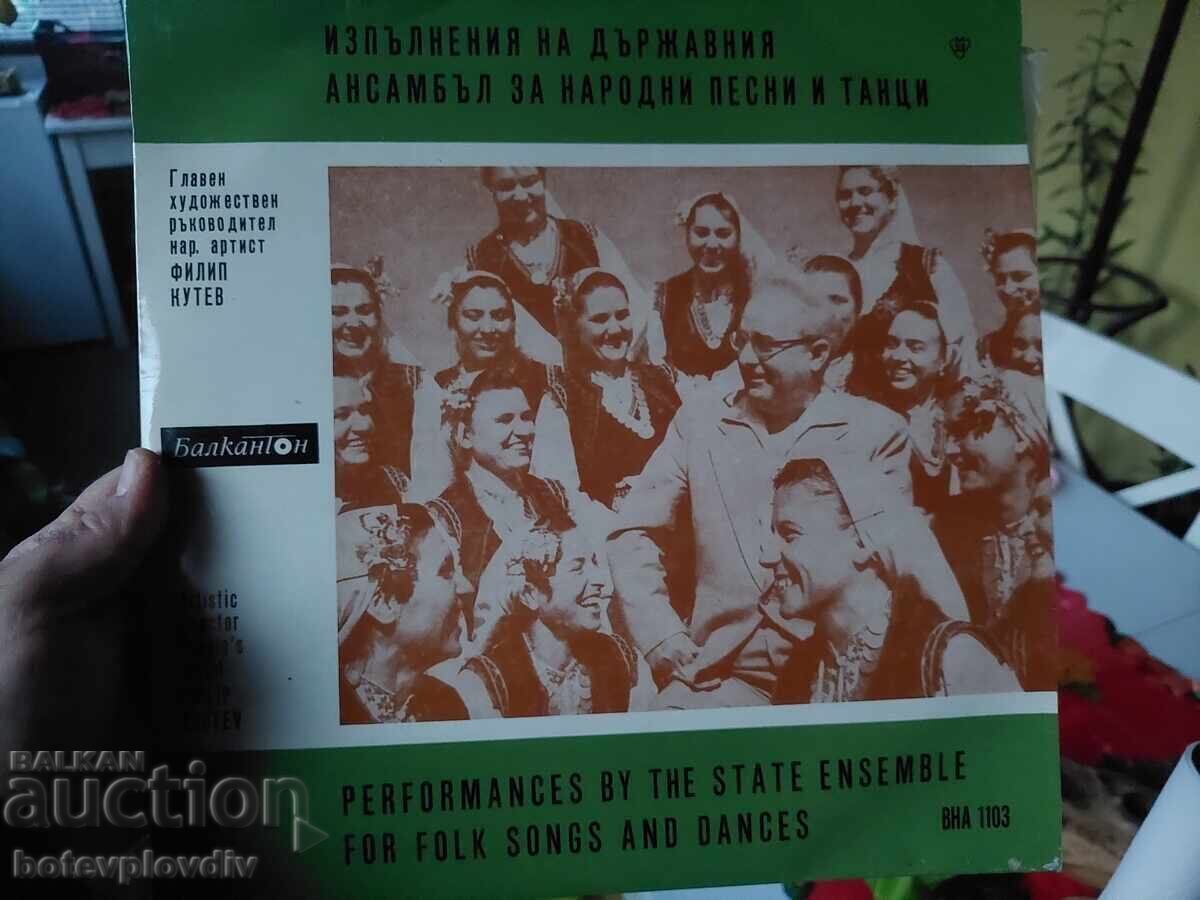 ИЗПЪЛНЕНИЯ НА ДЪРЖАВНИЯ
АНСАМБЪЛ ЗА НАРОДНИ ПЕСНИ И ТАНЦИ
Главен
художествен
ръководител
нар. артист
ФИЛИП
КУТЕВ
Балкантон
PERFORMANCES BY THE STATE ENSEMBLE
FOR FOLK SONGS AND DANCES
ВНА 1103
BALKAN
auction
botevplovdiv